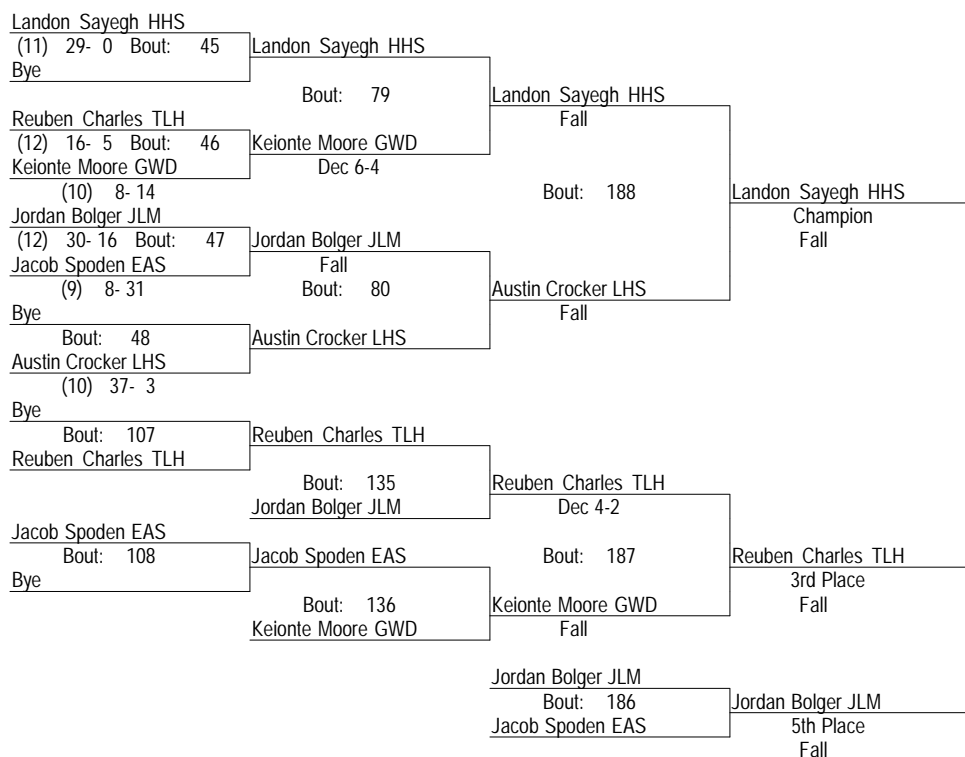 Landon Sayegh HHS
(11) 29- 0 Bout: 45
Bye
Landon Sayegh HHS
Bout: 79
Reuben Charles TLH
(12) 16- 5 Bout: 46
Keionte Moore GWD
(10) 8- 14
Keionte Moore GWD
Dec 6-4
Landon Sayegh HHS
Fall
Jordan Bolger JLM
(12) 30- 16 Bout: 47
Jacob Spoden EAS
(9) 8- 31
Jordan Bolger JLM
Fall
Bout: 80
Bye
Bout: 48
Austin Crocker LHS
(10) 37- 3
Austin Crocker LHS
Austin Crocker LHS
Fall
Bout: 188
Landon Sayegh HHS
Champion
Fall
Bye
Bout: 107
Reuben Charles TLH
Reuben Charles TLH
Bout: 135
Jordan Bolger JLM
Reuben Charles TLH
Dec 4-2
Jacob Spoden EAS
Bout: 108
Bye
Jacob Spoden EAS
Bout: 136
Keionte Moore GWD
Keionte Moore GWD
Fall
Bout: 187
Reuben Charles TLH
3rd Place
Fall
Jordan Bolger JLM
Bout: 186
Jacob Spoden EAS
Jordan Bolger JLM
5th Place
Fall